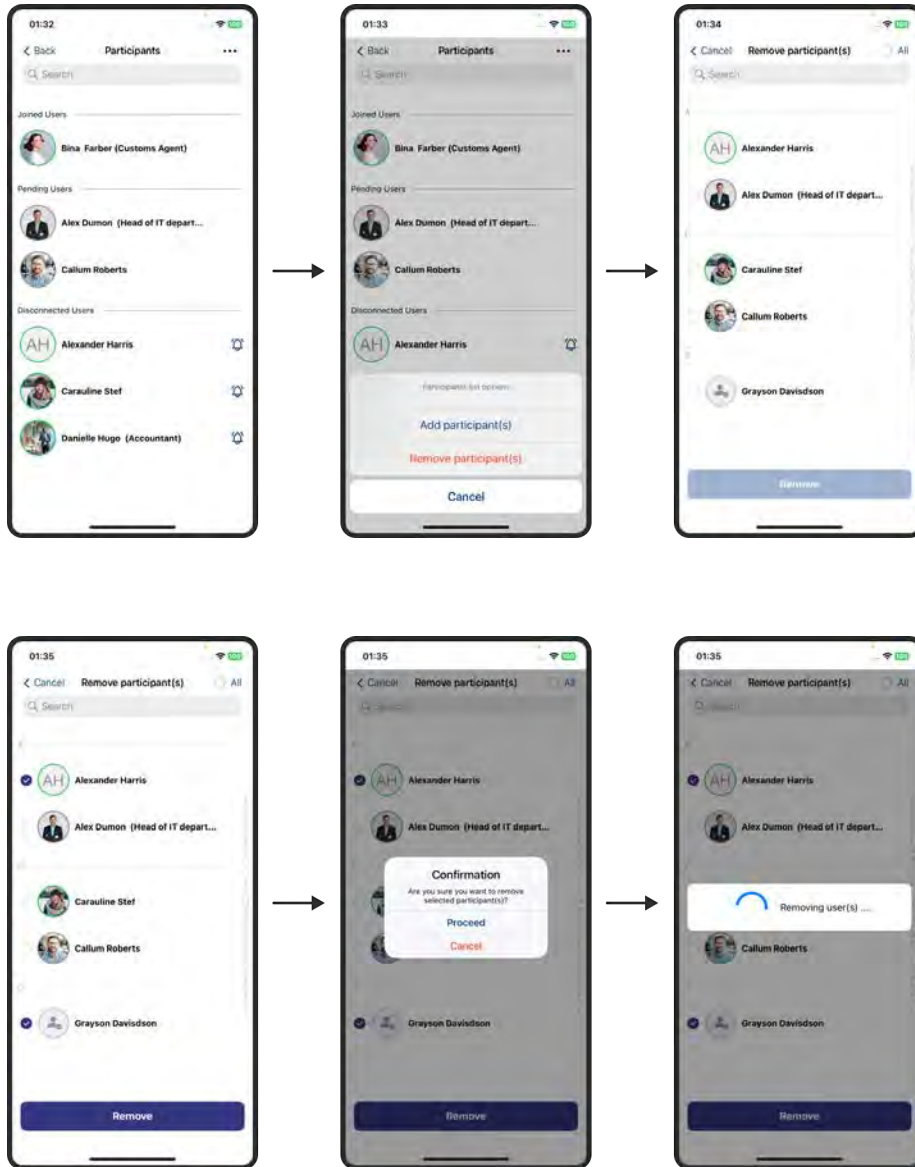 01:32
< Back Participants ...
Search
Joined Users
Bina Farber (Customs Agent)
Pending Users
Alex Dumon (Head of IT depart...
Callum Roberts
Disconnected Users
AH Alexander Harris
Carauline Stef
Danielle Hugo (Accountant)
01:33
< Back Participants ...
Search
Joined Users
Bina Farber (Customs Agent)
Pending Users
Alex Dumon (Head of IT depart...
Callum Roberts
Disconnected Users
AH Alexander Harris
Participants list options
Add participant(s)
Remove participant(s)
Cancel
01:34
< Cancel Remove participant(s) All
Search
A
AH Alexander Harris
Alex Dumon (Head of IT depart...
Carauline Stef
Callum Roberts
Grayson Davisdson
Remove
01:35
< Cancel Remove participant(s) All
Search
AH Alexander Harris
Alex Dumon (Head of IT depart...
Carauline Stef
Callum Roberts
Grayson Davisdson
Remove
01:35
< Cancel Remove participant(s) All
Search
AH Alexander Harris
Alex Dumon (Head of IT depart...
Confirmation
Are you sure you want to remove
selected participant(s)?
Proceed
Cancel
Grayson Davisdson
Remove
01:35
< Cancel Remove participant(s) All
Search
AH Alexander Harris
Alex Dumon (Head of IT depart...
Removing user(s) ....
Callum Roberts
Grayson Davisdson
Remove